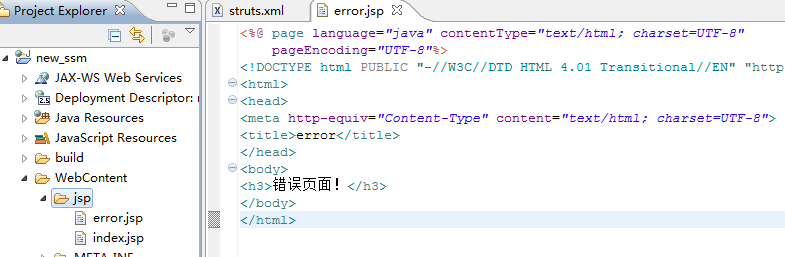 Project Explorer
new_ssm
JAX-WS Web Services
Deployment Descriptor:
Java Resources
JavaScript Resources
build
WebContent
jsp
error.jsp
index.jsp
META-INF
struts.xml
error.jsp
<%@ page language="java" contentType="text/html; charset=UTF-8"
pageEncoding="UTF-8"%>
<!DOCTYPE html PUBLIC "-//W3C//DTD HTML 4.01 Transitional//EN" "http
<html>
<head>
<meta http-equiv="Content-Type" content="text/html; charset=UTF-8">
<title>error</title>
</head>
<body>
<h3>错误页面！</h3>
</body>
</html>